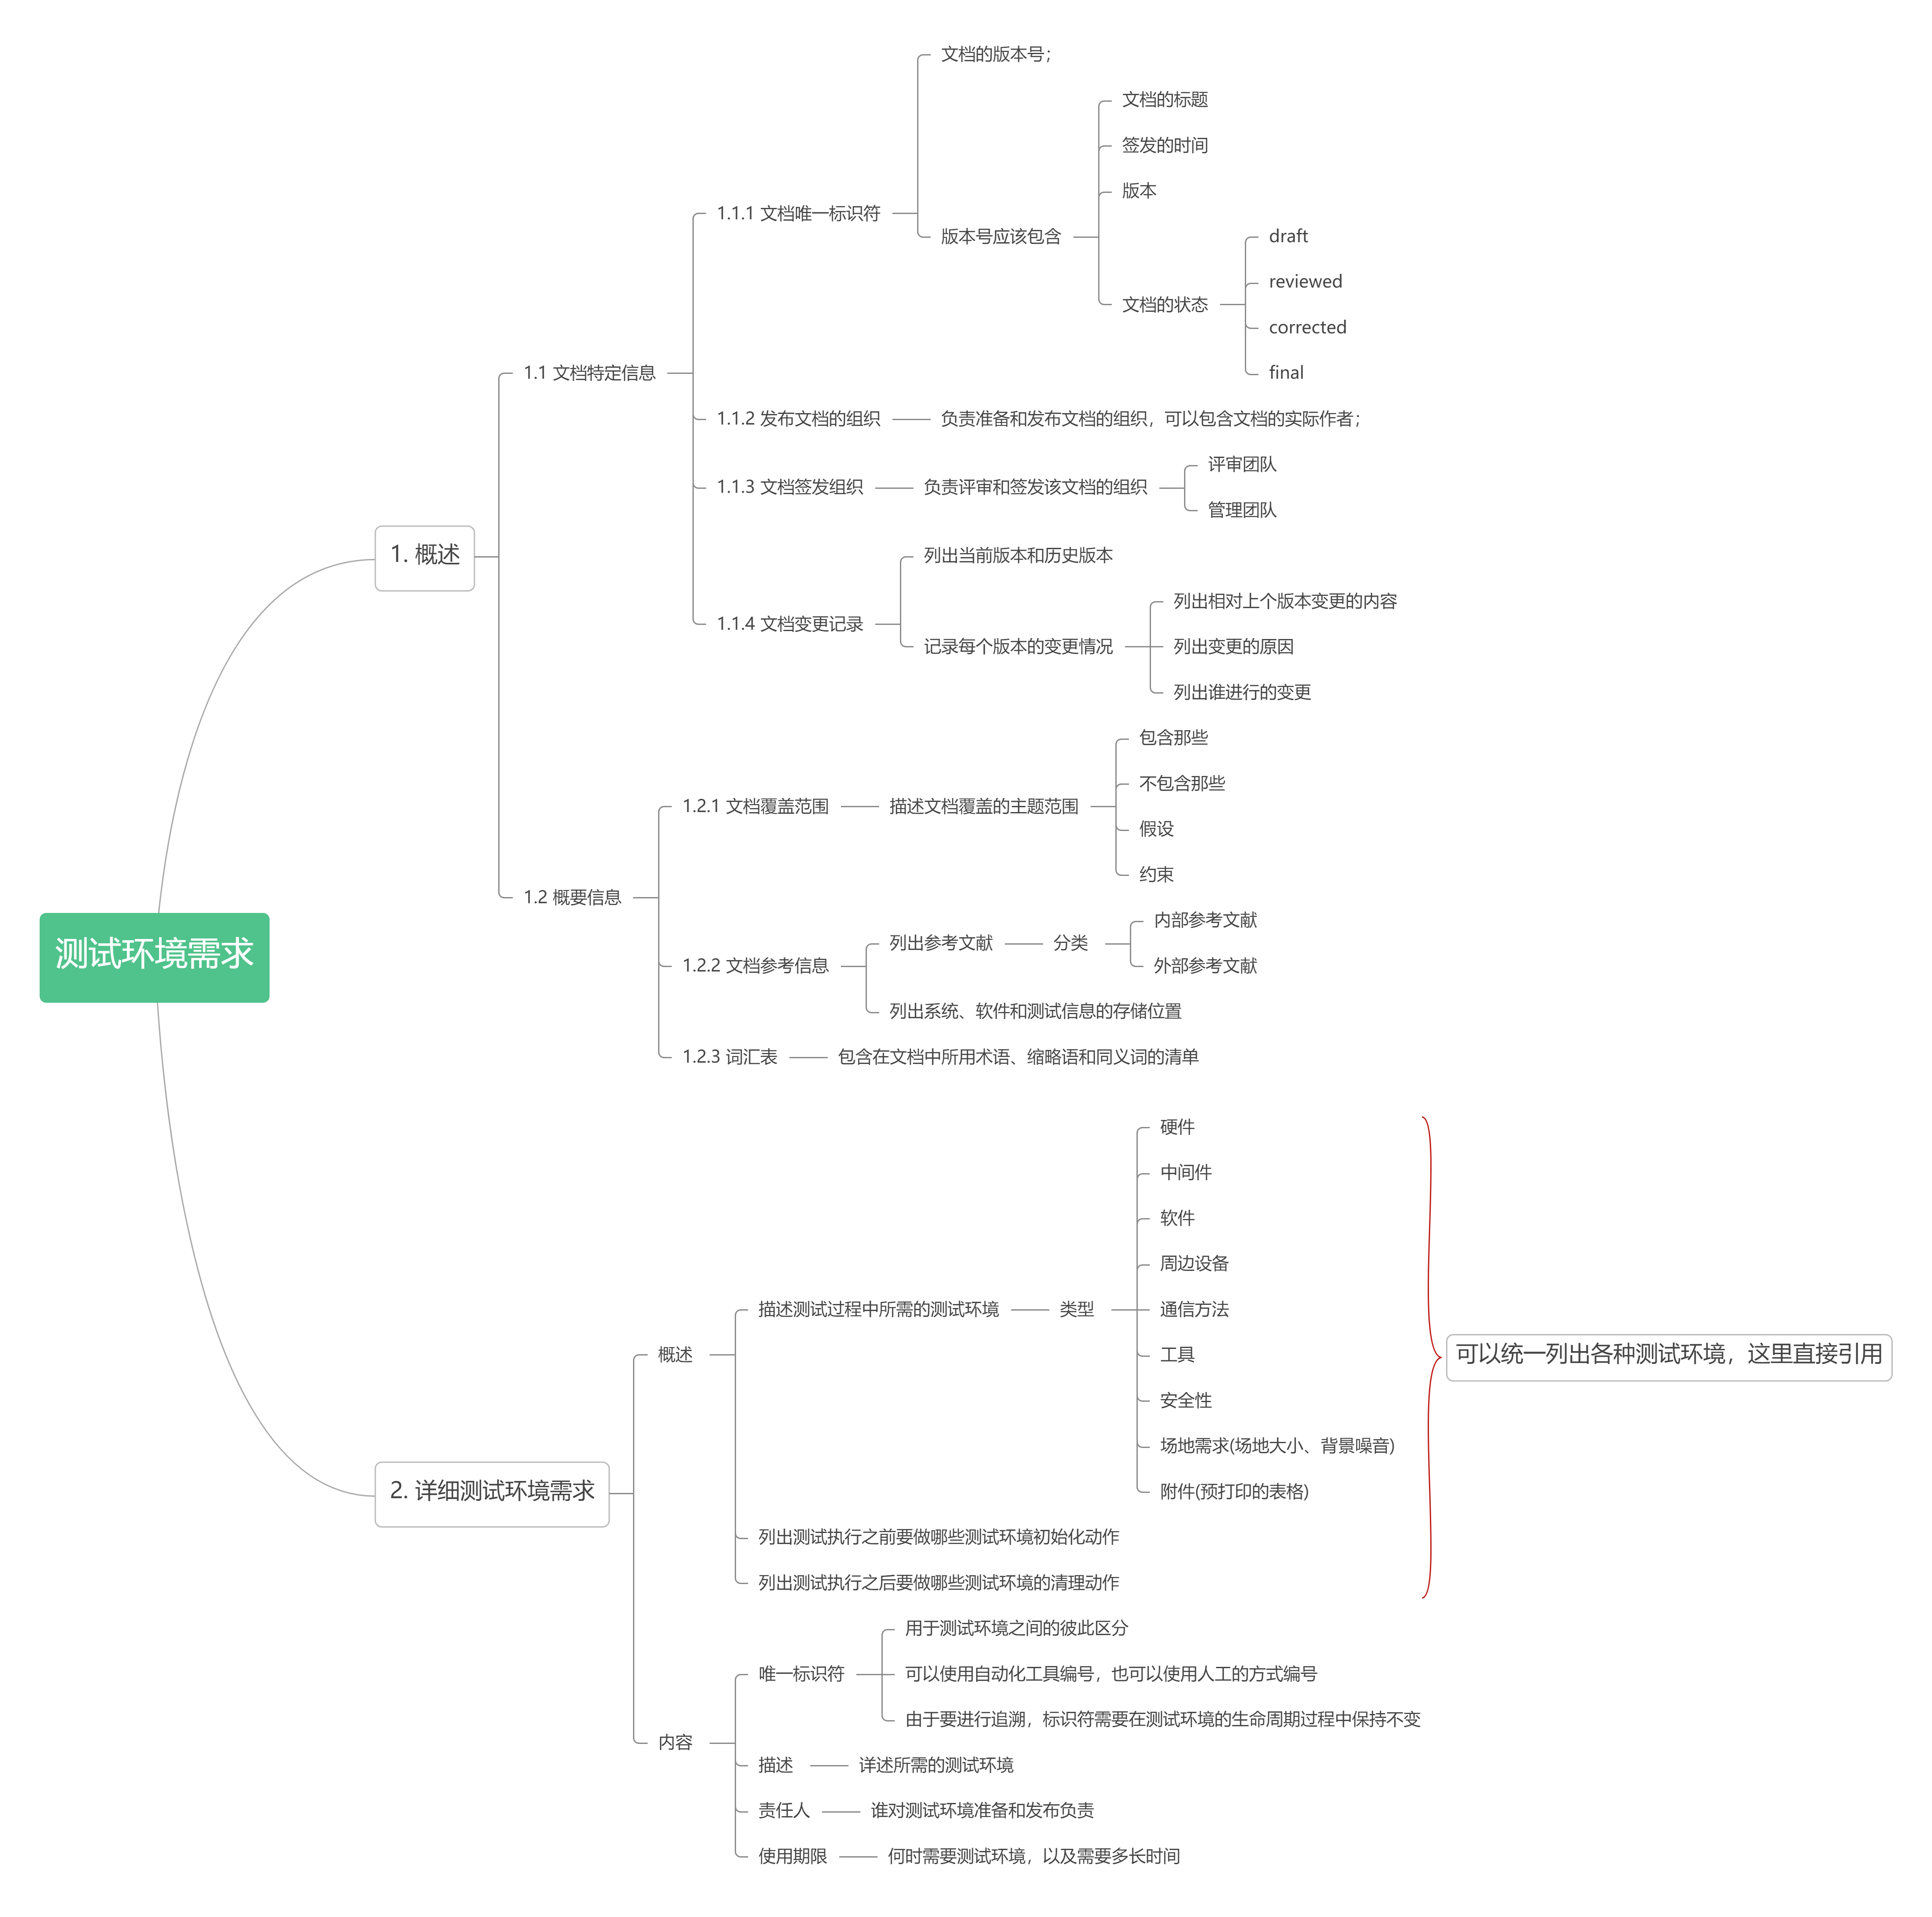 测试环境需求
1. 概述
1.1 文档特定信息
1.1.1 文档唯一标识符
文档的版本号；
版本号应该包含
文档的标题
签发的时间
版本
文档的状态
draft
reviewed
corrected
final
1.1.2 发布文档的组织
负责准备和发布文档的组织，可以包含文档的实际作者；
1.1.3 文档签发组织
负责评审和签发该文档的组织
评审团队
管理团队
1.1.4 文档变更记录
列出当前版本和历史版本
记录每个版本的变更情况
列出相对上个版本变更的内容
列出变更的原因
列出谁进行的变更
1.2 概要信息
1.2.1 文档覆盖范围
描述文档覆盖的主题范围
包含那些
不包含那些
假设
约束
1.2.2 文档参考信息
列出参考文献
分类
内部参考文献
外部参考文献
列出系统、软件和测试信息的存储位置
1.2.3 词汇表
包含在文档中所用术语、缩略语和同义词的清单
2. 详细测试环境需求
概述
描述测试过程中所需的测试环境
类型
硬件
中间件
软件
周边设备
通信方法
工具
安全性
场地需求(场地大小、背景噪音)
附件(预打印的表格)
列出测试执行之前要做哪些测试环境初始化动作
列出测试执行之后要做哪些测试环境的清理动作
可以统一列出各种测试环境，这里直接引用
内容
唯一标识符
用于测试环境之间的彼此区分
可以使用自动化工具编号，也可以使用人工的方式编号
由于要进行追溯，标识符需要在测试环境的生命周期过程中保持不变
描述
详述所需的测试环境
责任人
谁对测试环境准备和发布负责
使用期限
何时需要测试环境，以及需要多长时间